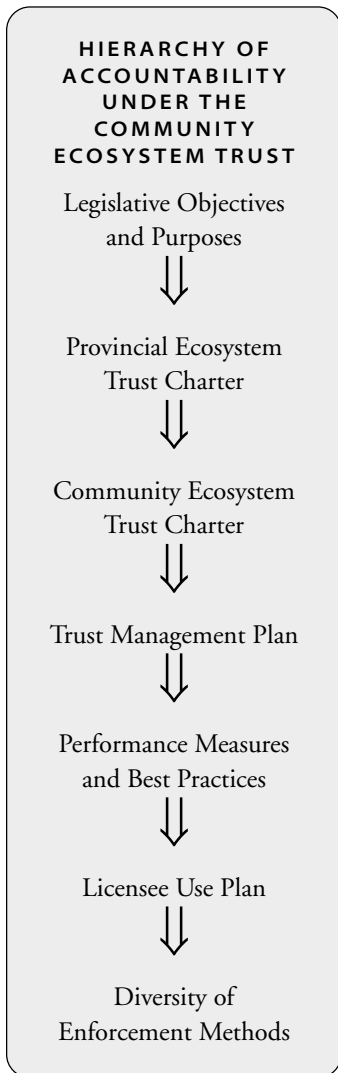 HIERARCHY OF
ACCOUNTABILITY
UNDER THE
COMMUNITY
ECOSYSTEM TRUST
Legislative Objectives
and Purposes
⇓
Provincial Ecosystem
Trust Charter
⇓
Community Ecosystem
Trust Charter
⇓
Trust Management Plan
⇓
Performance Measures
and Best Practices
⇓
Licensee Use Plan
⇓
Diversity of
Enforcement Methods